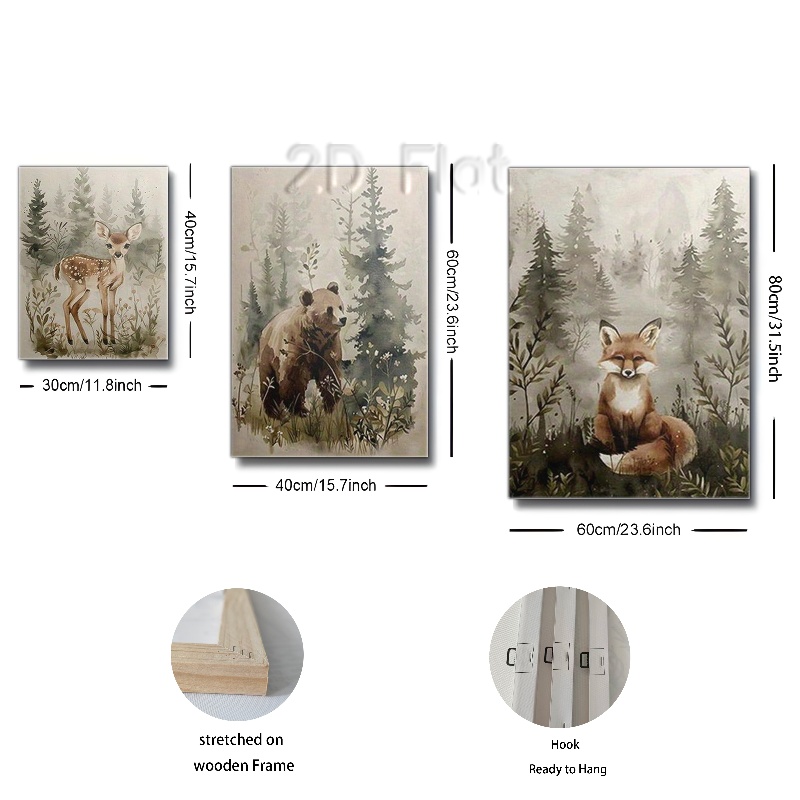 2D Flat
40cm/15.7inch
30cm/11.8inch
60cm/23.6inch
40cm/15.7inch
80cm/31.5inch
60cm/23.6inch
stretched on
wooden Frame
Hook
Ready to Hang